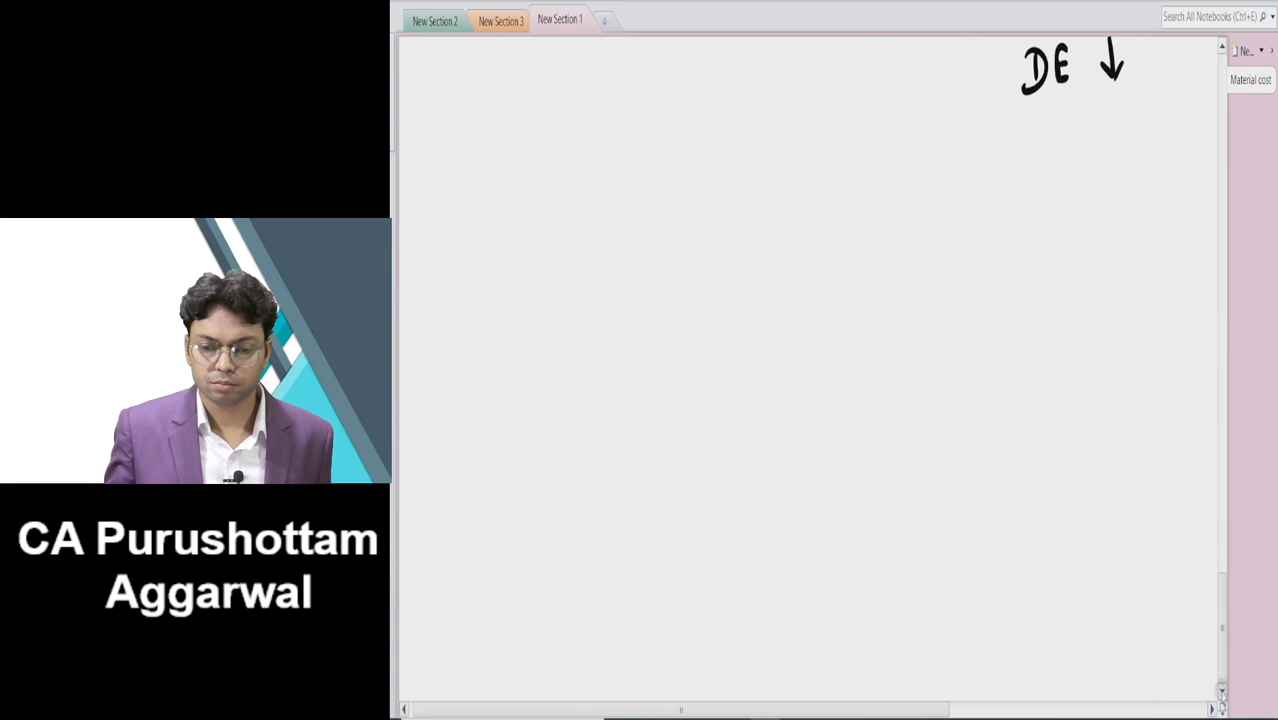 New Section 2
New Section 3
New Section 1
Search All Notebooks (Ctrl+E)
Ne...
Material cost
DE ↓
CA Purushottam
Aggarwal